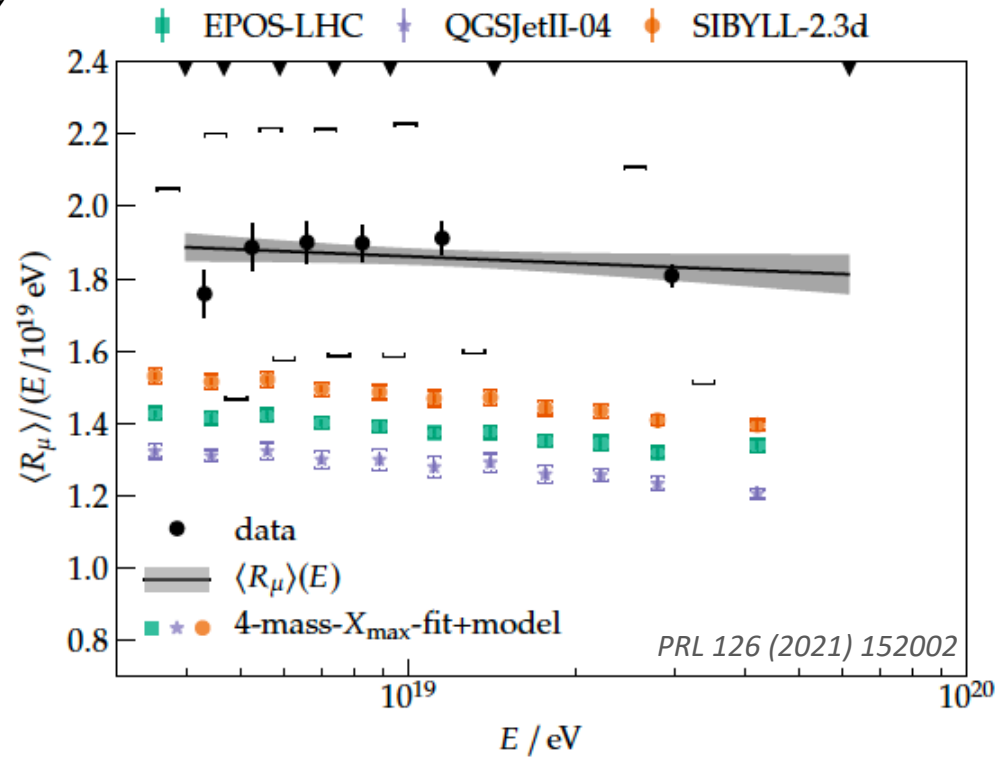 EPOS-LHC QGSJetII-04 SIBYLL-2.3d
2.4
2.2
2.0
1.8
1.6
1.4
1.2
1.0
0.8
⟨R_μ⟩/(E/10^19 eV)
data
⟨R_μ⟩(E)
4-mass-X_max-fit+model
PRL 126 (2021) 152002
10^19 10^20
E / eV